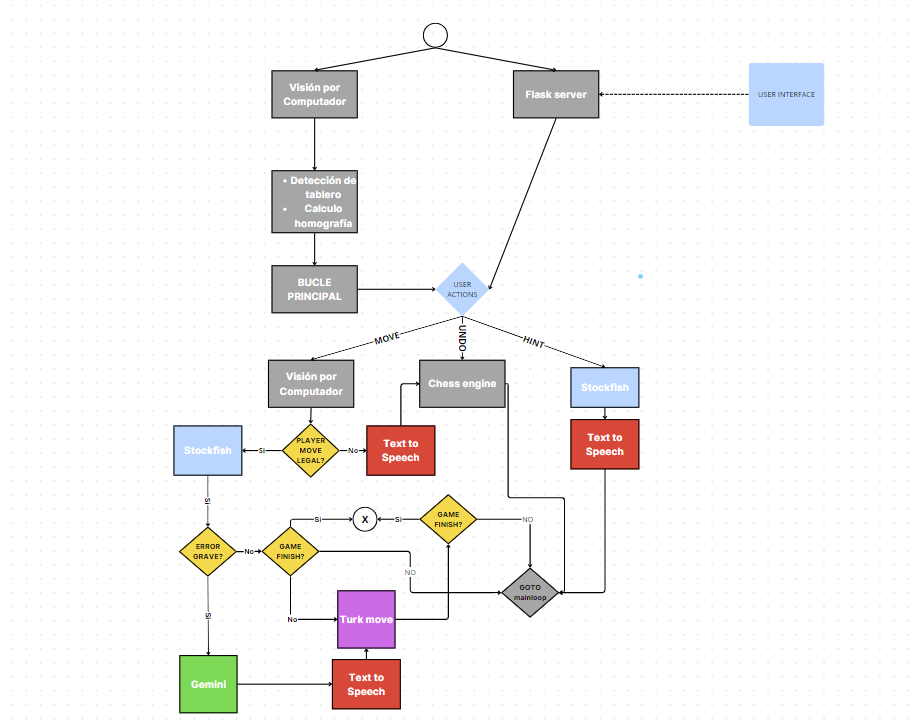 Visión por
Computador
Flask server
USER INTERFACE
• Detección de
tablero
• Calculo
homografía
BUCLE
PRINCIPAL
USER
ACTIONS
MOVE
UNDO
HINT
Visión por
Computador
Chess engine
Stockfish
Stockfish
Si
PLAYER
MOVE
LEGAL?
No
Text to
Speech
Text to
Speech
Si
Si
X
Si
GAME
FINISH?
NO
ERROR
GRAVE?
No
GAME
FINISH?
NO
GOTO
mainloop
Si
No
Turk move
Gemini
Text to
Speech